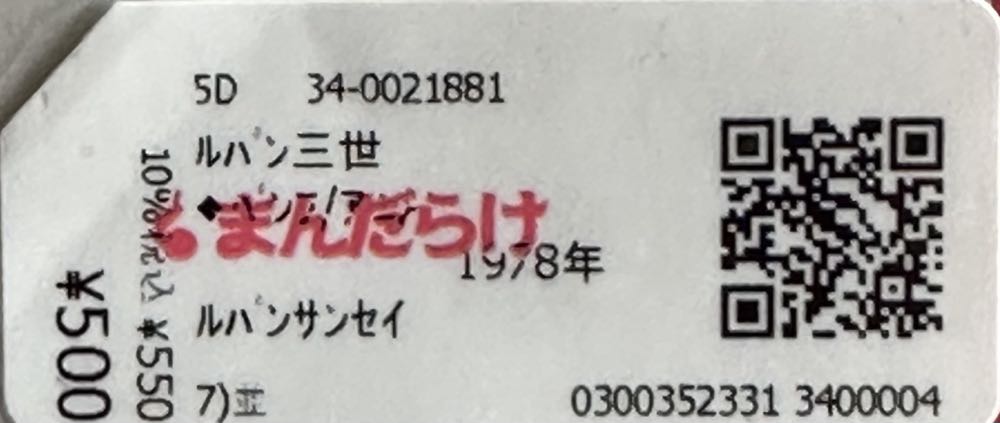 5D 34-0021881
ルパン三世
まんだらけ
1978年
ルパンサンセイ
7)並
0300352331 3400004
10%税込 ¥550
¥500